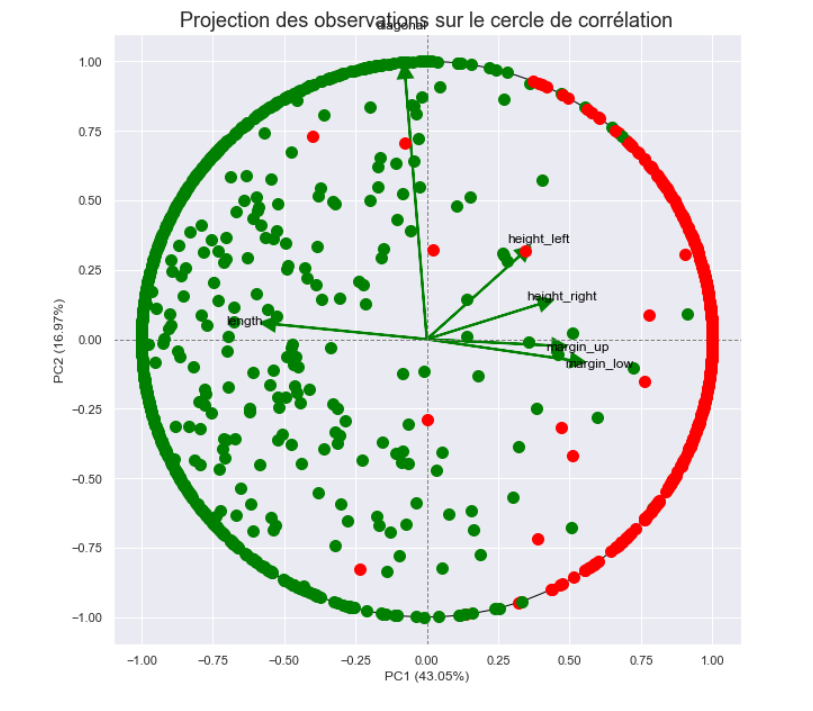 Projection des observations sur le cercle de corrélation
diagonal
1.00
0.75
0.50
height_left
0.25
height_right
length
0.00
margin_up
margin_low
−0.25
−0.50
−0.75
−1.00
PC2 (16.97%)
−1.00 −0.75 −0.50 −0.25 0.00 0.25 0.50 0.75 1.00
PC1 (43.05%)